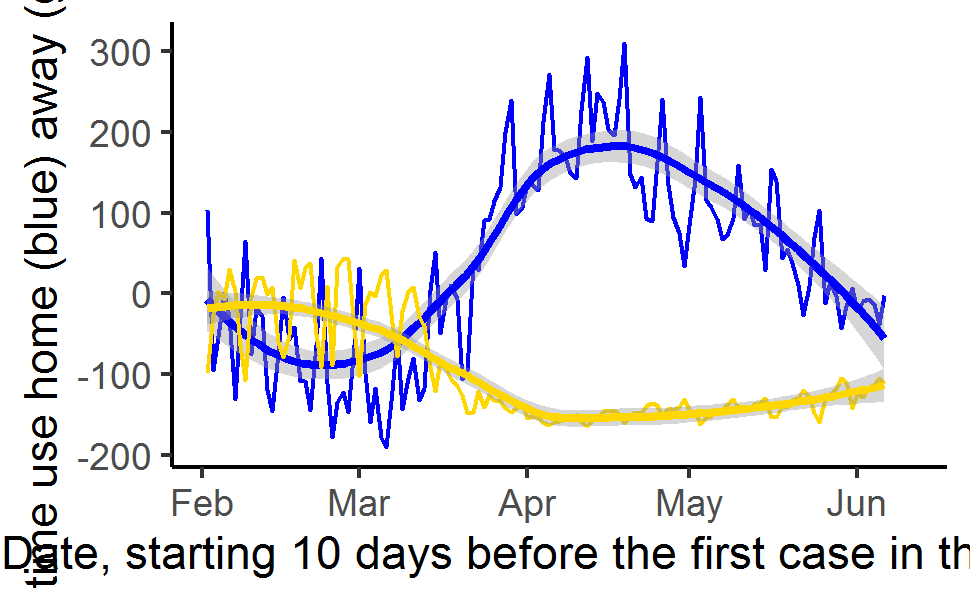 time use home (blue) away (
300
200
100
0
-100
-200
Feb Mar Apr May Jun
Date, starting 10 days before the first case in th